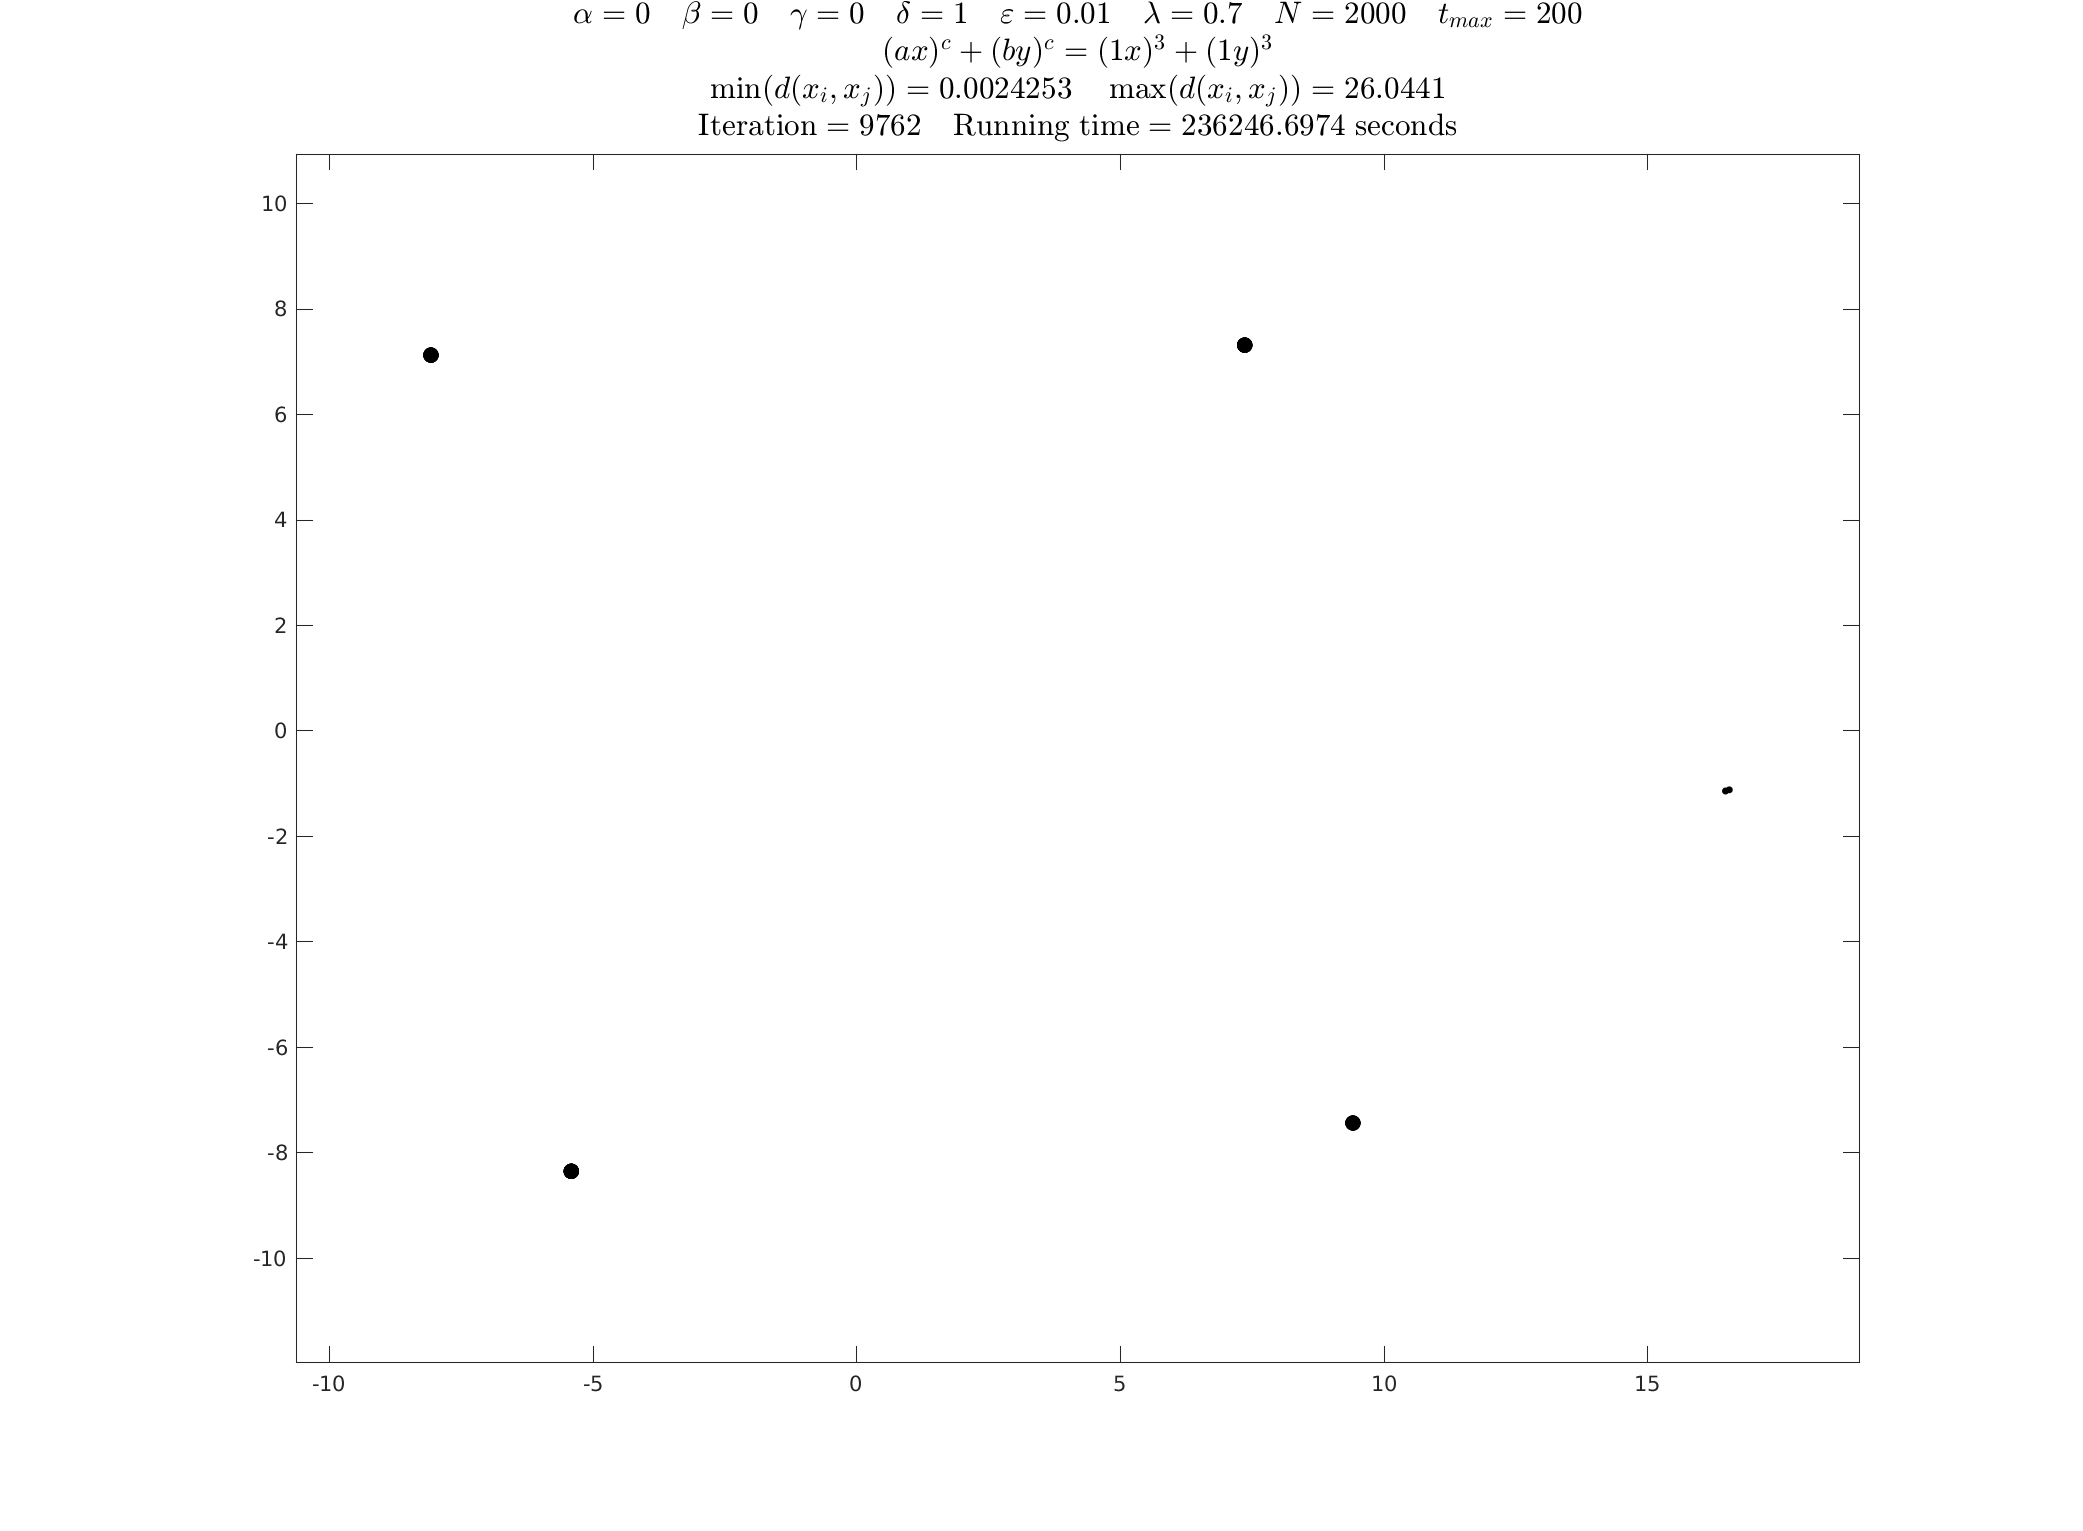 α = 0 β = 0 γ = 0 δ = 1 ε = 0.01 λ = 0.7 N = 2000 t_max = 200
(ax)^c + (by)^c = (1x)^3 + (1y)^3
min(d(x_i, x_j)) = 0.0024253 max(d(x_i, x_j)) = 26.0441
Iteration = 9762 Running time = 236246.6974 seconds
10
8
6
4
2
0
-2
-4
-6
-8
-10
-10 -5 0 5 10 15